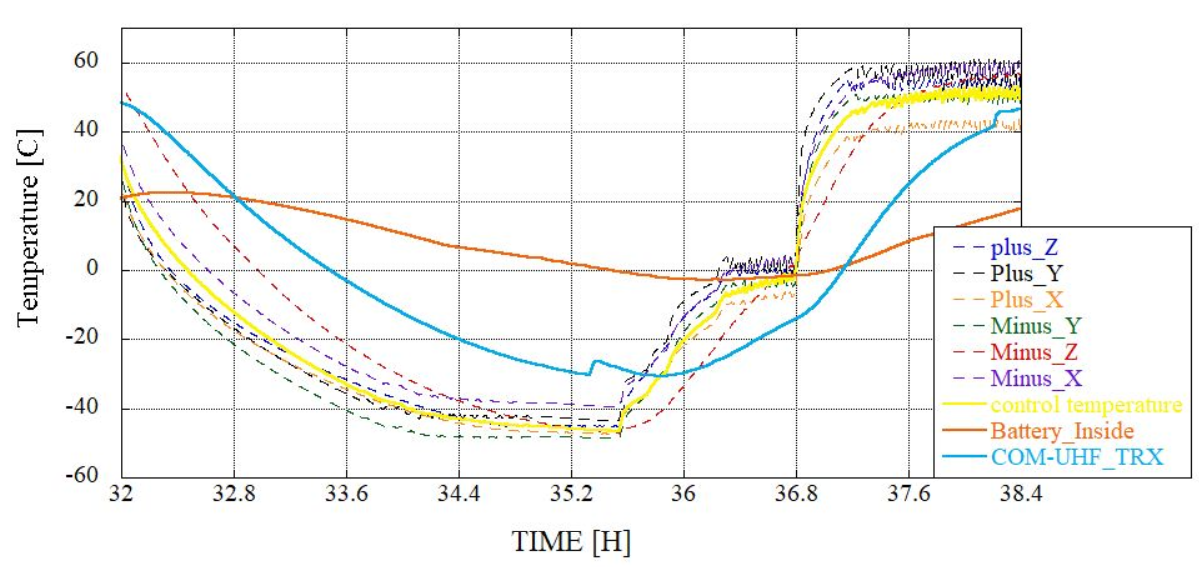 60
40
20
0
-20
-40
-60
Temperature [C]
32 32.8 33.6 34.4 35.2 36 36.8 37.6 38.4
TIME [H]
plus_Z
Plus_Y
Plus_X
Minus_Y
Minus_Z
Minus_X
control temperature
Battery_Inside
COM-UHF_TRX